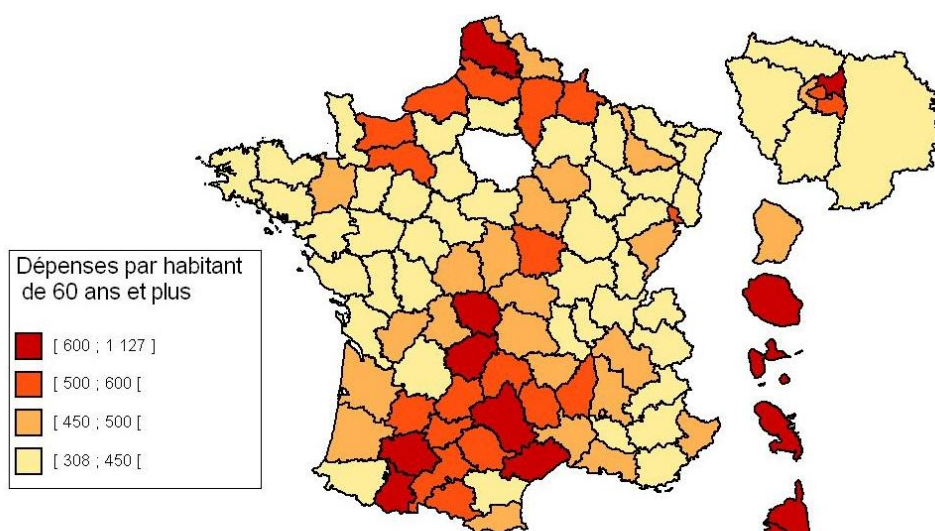 Dépenses par habitant
de 60 ans et plus
[ 600 ; 1 127 ]
[ 500 ; 600 [
[ 450 ; 500 [
[ 308 ; 450 [